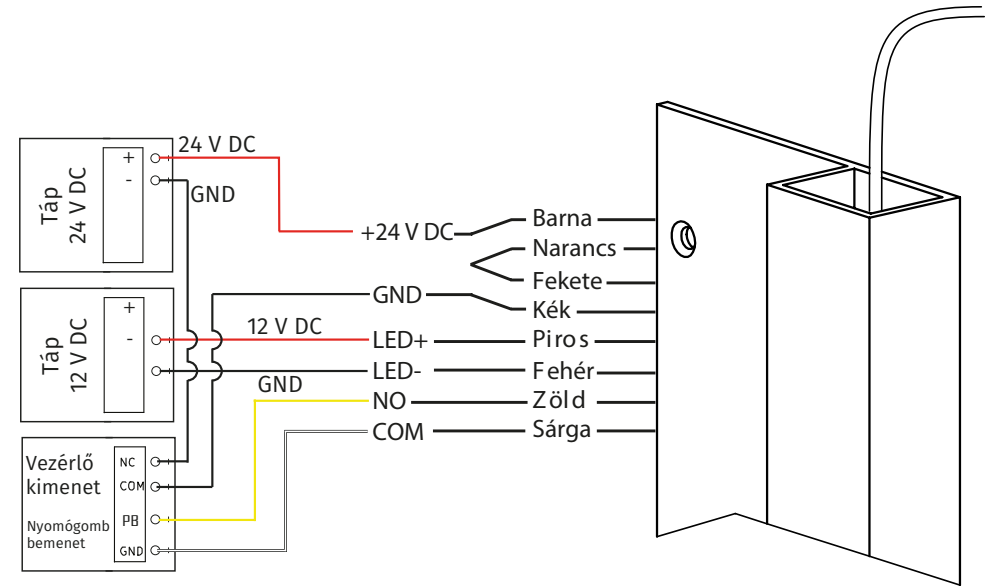 Táp
24 V DC
+
-
24 V DC
GND
Táp
12 V DC
+
-
12 V DC
GND
Vezérlő
kimenet
Nyomógomb
bemenet
NC
COM
PB
GND
+24 V DC
GND
LED+
LED-
NO
COM
Barna
Narancs
Fekete
Kék
Piros
Fehér
Zöld
Sárga